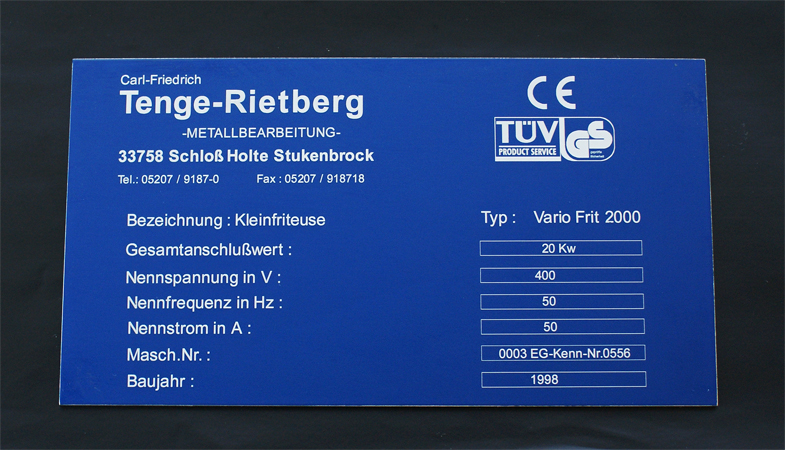 Carl-Friedrich
Tenge-Rietberg
-METALLBEARBEITUNG-
33758 Schloß Holte Stukenbrock
Tel.: 05207 / 9187-0 Fax : 05207 / 918718
CE
TÜV GS
PRODUCT SERVICE
Bezeichnung : Kleinfriteuse Typ : Vario Frit 2000
Gesamtanschlußwert : 20 Kw
Nennspannung in V : 400
Nennfrequenz in Hz : 50
Nennstrom in A : 50
Masch.Nr. : 0003 EG-Kenn-Nr.0556
Baujahr : 1998